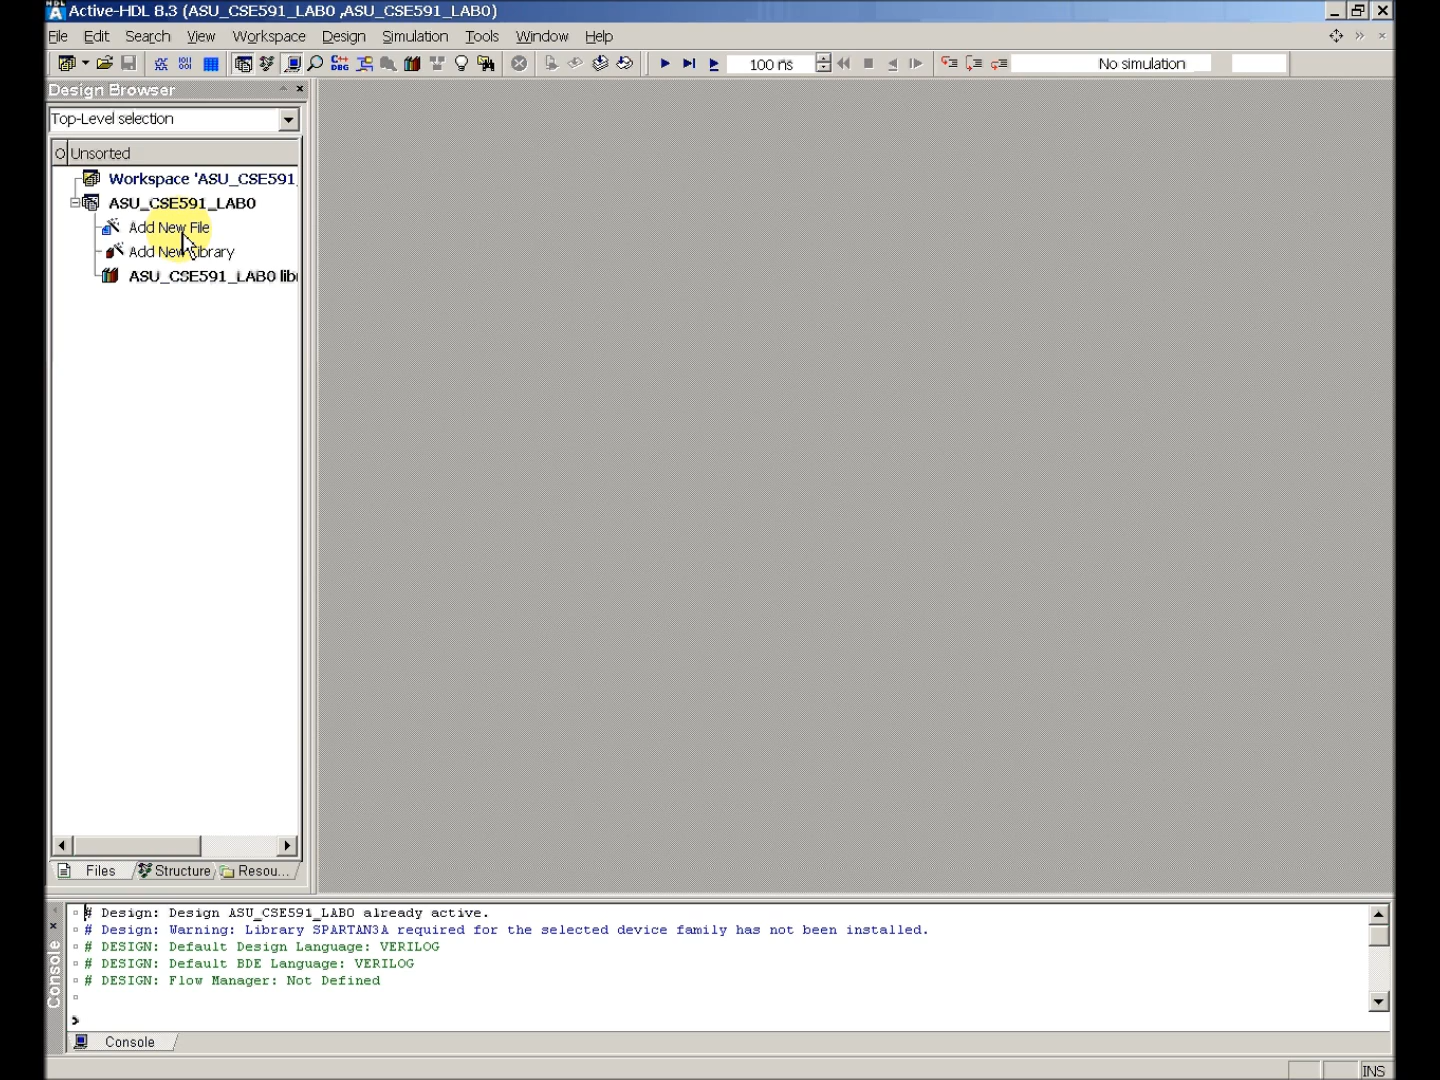 Active-HDL 8.3 (ASU_CSE591_LAB0 ,ASU_CSE591_LAB0)
File Edit Search View Workspace Design Simulation Tools Window Help
100 ns No simulation
Design Browser
Top-Level selection
O Unsorted
Workspace 'ASU_CSE591_
ASU_CSE591_LAB0
Add New File
Add New Library
ASU_CSE591_LAB0 lib
Files Structure Resou...
# Design: Design ASU_CSE591_LAB0 already active.
# Design: Warning: Library SPARTAN3A required for the selected device family has not been installed.
# DESIGN: Default Design Language: VERILOG
# DESIGN: Default BDE Language: VERILOG
# DESIGN: Flow Manager: Not Defined
>
Console
Console
INS